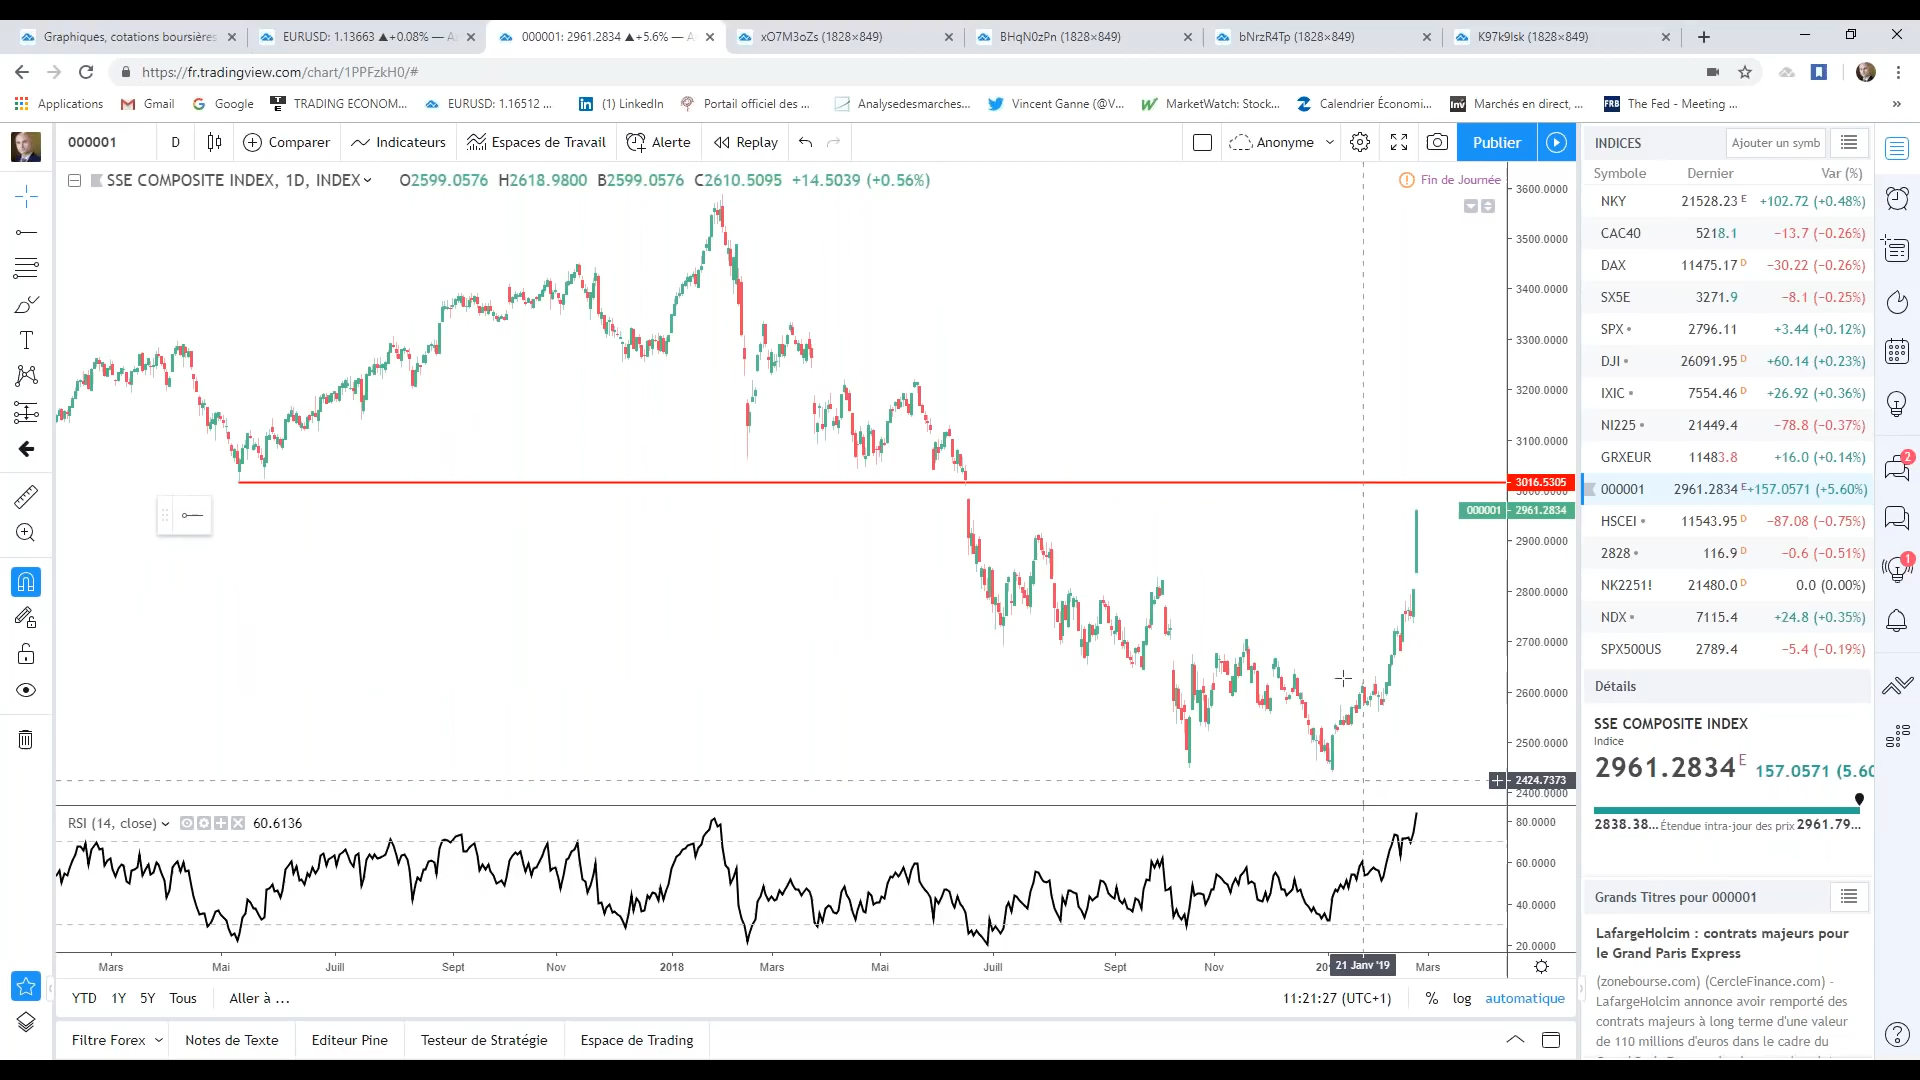 Graphiques, cotations boursières
EURUSD: 1.13663 ▲+0.08% — A
000001: 2961.2834 ▲+5.6% — A
xO7M3oZs (1828×849)
BHqN0zPn (1828×849)
bNrzR4Tp (1828×849)
K97k9lsk (1828×849)
https://fr.tradingview.com/chart/1PPFzkH0/#
Applications
Gmail
Google
TRADING ECONOM...
EURUSD: 1.16512 ...
(1) LinkedIn
Portail officiel des ...
Analysedesmarches...
Vincent Ganne (@V...
MarketWatch: Stock...
Calendrier Économi...
Inv Marchés en direct, ...
FRB The Fed - Meeting ...
»
000001
D
Comparer
Indicateurs
Espaces de Travail
Alerte
Replay
Anonyme
Publier
SSE COMPOSITE INDEX, 1D, INDEX
O2599.0576 H2618.9800 B2599.0576 C2610.5095 +14.5039 (+0.56%)
Fin de Journée
3600.0000
3500.0000
3400.0000
3300.0000
3200.0000
3100.0000
3016.5305
3000.0000
000001 2961.2834
2900.0000
2800.0000
2700.0000
2600.0000
2500.0000
2424.7373
2400.0000
RSI (14, close) 60.6136
80.0000
60.0000
40.0000
20.0000
Mars Mai Juill Sept Nov 2018 Mars Mai Juill Sept Nov 21 Janv '19 Mars
YTD 1Y 5Y Tous Aller à ...
11:21:27 (UTC+1) % log automatique
Filtre Forex Notes de Texte Editeur Pine Testeur de Stratégie Espace de Trading
INDICES
Ajouter un symb
Symbole Dernier Var (%)
NKY 21528.23 E +102.72 (+0.48%)
CAC40 5218.1 −13.7 (−0.26%)
DAX 11475.17 D −30.22 (−0.26%)
SX5E 3271.9 −8.1 (−0.25%)
SPX • 2796.11 +3.44 (+0.12%)
DJI • 26091.95 D +60.14 (+0.23%)
IXIC • 7554.46 D +26.92 (+0.36%)
NI225 • 21449.4 −78.8 (−0.37%)
GRXEUR 11483.8 +16.0 (+0.14%)
000001 2961.2834 E +157.0571 (+5.60%)
HSCEI • 11543.95 D −87.08 (−0.75%)
2828 • 116.9 D −0.6 (−0.51%)
NK2251! 21480.0 D 0.0 (0.00%)
NDX • 7115.4 +24.8 (+0.35%)
SPX500US 2789.4 −5.4 (−0.19%)
Détails
SSE COMPOSITE INDEX
Indice
2961.2834 E 157.0571 (5.60
2838.38... Étendue intra-jour des prix 2961.79...
Grands Titres pour 000001
LafargeHolcim : contrats majeurs pour
le Grand Paris Express
(zonebourse.com) (CercleFinance.com) -
LafargeHolcim annonce avoir remporté des
contrats majeurs à long terme d'une valeur
de 110 millions d'euros dans le cadre du
2
1